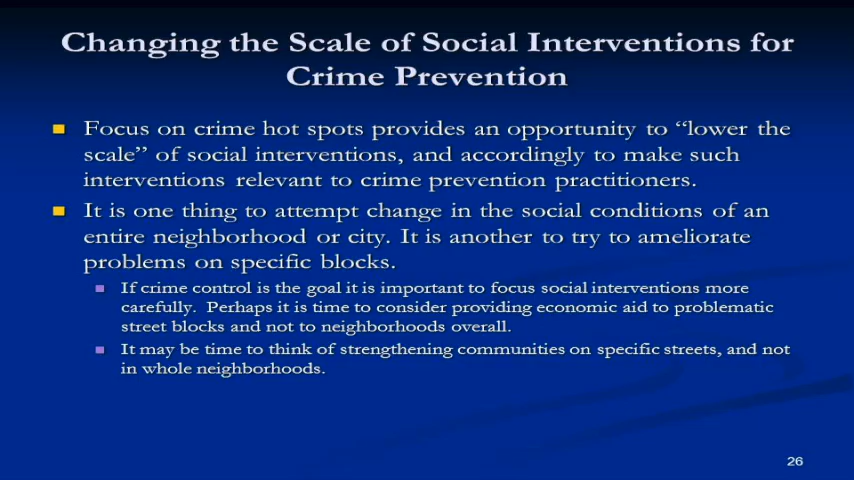 Changing the Scale of Social Interventions for
Crime Prevention
Focus on crime hot spots provides an opportunity to “lower the
scale” of social interventions, and accordingly to make such
interventions relevant to crime prevention practitioners.
It is one thing to attempt change in the social conditions of an
entire neighborhood or city. It is another to try to ameliorate
problems on specific blocks.
If crime control is the goal it is important to focus social interventions more
carefully. Perhaps it is time to consider providing economic aid to problematic
street blocks and not to neighborhoods overall.
It may be time to think of strengthening communities on specific streets, and not
in whole neighborhoods.
26